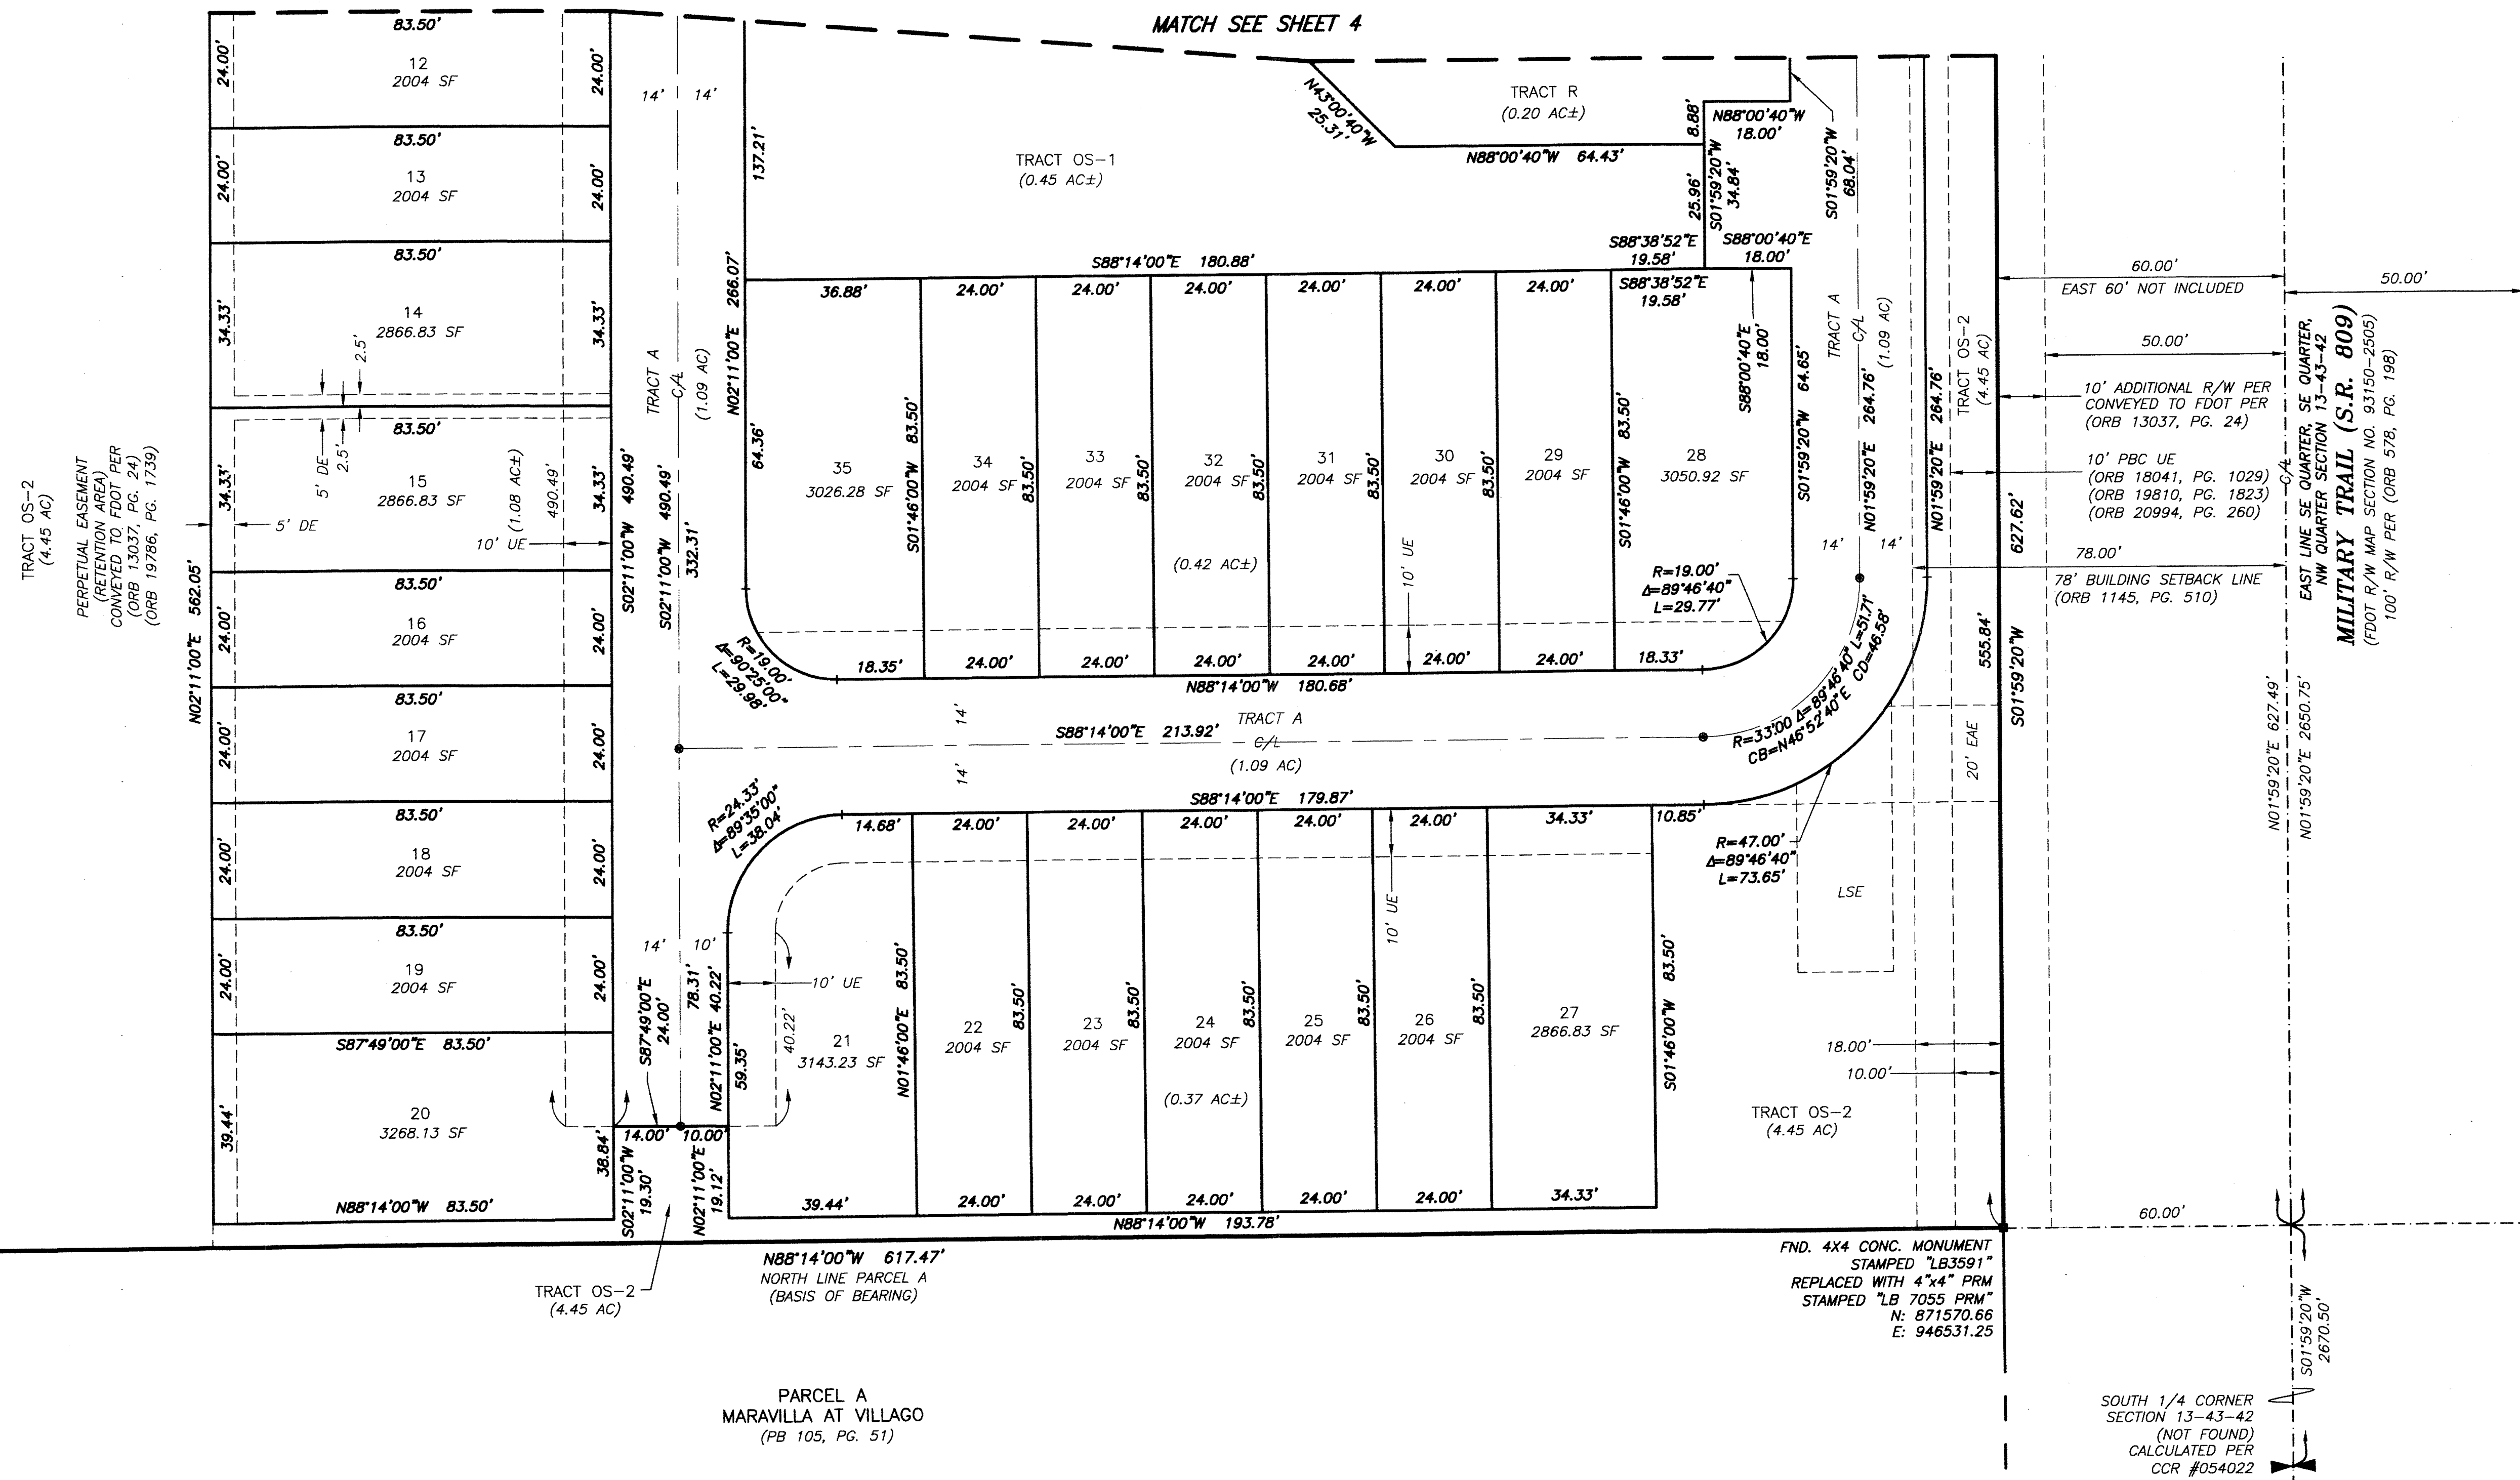 MATCH SEE SHEET 4
83.50'
24.00'
12
2004 SF
24.00'
83.50'
24.00'
13
2004 SF
24.00'
83.50'
34.33'
14
2866.83 SF
34.33'
2.5'
5' DE
2.5'
83.50'
34.33'
15
2866.83 SF
34.33'
5' DE
10' UE
(1.08 AC±)
490.49'
83.50'
24.00'
16
2004 SF
24.00'
83.50'
24.00'
17
2004 SF
24.00'
83.50'
24.00'
18
2004 SF
24.00'
83.50'
24.00'
19
2004 SF
24.00'
S87°49'00"E 83.50'
39.44'
20
3268.13 SF
38.84'
N88°14'00"W 83.50'
TRACT OS-2
(4.45 AC)
PERPETUAL EASEMENT
(RETENTION AREA)
CONVEYED TO FDOT PER
(ORB 13037, PG. 24)
(ORB 19786, PG. 1739)
N02°11'00"E 562.05'
S02°11'00"W 490.49'
S02°11'00"W 490.49'
332.31'
14'
14'
TRACT A
C/L
(1.09 AC)
137.21'
N02°11'00"E 266.07'
64.36'
TRACT OS-1
(0.45 AC±)
N43°00'40"W
25.31'
TRACT R
(0.20 AC±)
N88°00'40"W 64.43'
8.88'
N88°00'40"W
18.00'
25.96'
S01°59'20"W
34.84'
S01°59'20"W
68.04'
S88°38'52"E
19.58'
S88°00'40"E
18.00'
S88°14'00"E 180.88'
36.88'
24.00'
24.00'
24.00'
24.00'
24.00'
24.00'
S88°38'52"E
19.58'
S88°00'40"E
18.00'
35
3026.28 SF
S01°46'00"W 83.50'
34
2004 SF
83.50'
33
2004 SF
83.50'
32
2004 SF
83.50'
31
2004 SF
83.50'
30
2004 SF
83.50'
29
2004 SF
S01°46'00"W 83.50'
28
3050.92 SF
(0.42 AC±)
10' UE
S01°59'20"W 64.65'
R=19.00'
Δ=89°46'40"
L=29.77'
R=19.00'
Δ=90°25'00"
L=29.98'
18.35'
24.00'
24.00'
24.00'
24.00'
24.00'
24.00'
18.33'
N88°14'00"W 180.68'
14'
14'
TRACT A
S88°14'00"E 213.92'
C/L
(1.09 AC)
R=33.00 Δ=89°46'40" L=51.71'
CB=N46°52'40"E CD=46.58'
TRACT A
C/L
(1.09 AC)
N01°59'20"E 264.76'
14'
14'
N01°59'20"E 264.76'
TRACT OS-2
(4.45 AC)
20' EAE
R=24.33'
Δ=89°35'00"
L=38.04'
S88°14'00"E 179.87'
14.68'
24.00'
24.00'
24.00'
24.00'
24.00'
34.33'
10.85'
R=47.00'
Δ=89°46'40"
L=73.65'
LSE
14'
10'
S87°49'00"E
24.00'
78.31'
N02°11'00"E 40.22'
59.35'
10' UE
40.22'
21
3143.23 SF
N01°46'00"E 83.50'
22
2004 SF
83.50'
23
2004 SF
83.50'
24
2004 SF
83.50'
25
2004 SF
83.50'
26
2004 SF
83.50'
27
2866.83 SF
S01°46'00"W 83.50'
10' UE
(0.37 AC±)
14.00'
10.00'
S02°11'00"W
19.30'
N02°11'00"E
19.12'
39.44'
24.00'
24.00'
24.00'
24.00'
24.00'
34.33'
N88°14'00"W 193.78'
18.00'
10.00'
TRACT OS-2
(4.45 AC)
N88°14'00"W 617.47'
NORTH LINE PARCEL A
(BASIS OF BEARING)
TRACT OS-2
(4.45 AC)
PARCEL A
MARAVILLA AT VILLAGO
(PB 105, PG. 51)
FND. 4X4 CONC. MONUMENT
STAMPED "LB3591"
REPLACED WITH 4"x4" PRM
STAMPED "LB 7055 PRM"
N: 871570.66
E: 946531.25
60.00'
EAST 60' NOT INCLUDED
50.00'
50.00'
10' ADDITIONAL R/W PER
CONVEYED TO FDOT PER
(ORB 13037, PG. 24)
10' PBC UE
(ORB 18041, PG. 1029)
(ORB 19810, PG. 1823)
(ORB 20994, PG. 260)
78.00'
78' BUILDING SETBACK LINE
(ORB 1145, PG. 510)
627.62'
555.84'
S01°59'20"W
C/L
EAST LINE SE QUARTER, SE QUARTER,
NW QUARTER SECTION 13-43-42
MILITARY TRAIL (S.R. 809)
(FDOT R/W MAP SECTION NO. 93150-2505)
100' R/W PER (ORB 578, PG. 198)
N01°59'20"E 627.49'
N01°59'20"E 2650.75'
60.00'
S01°59'20"W
2670.50'
SOUTH 1/4 CORNER
SECTION 13-43-42
(NOT FOUND)
CALCULATED PER
CCR #054022